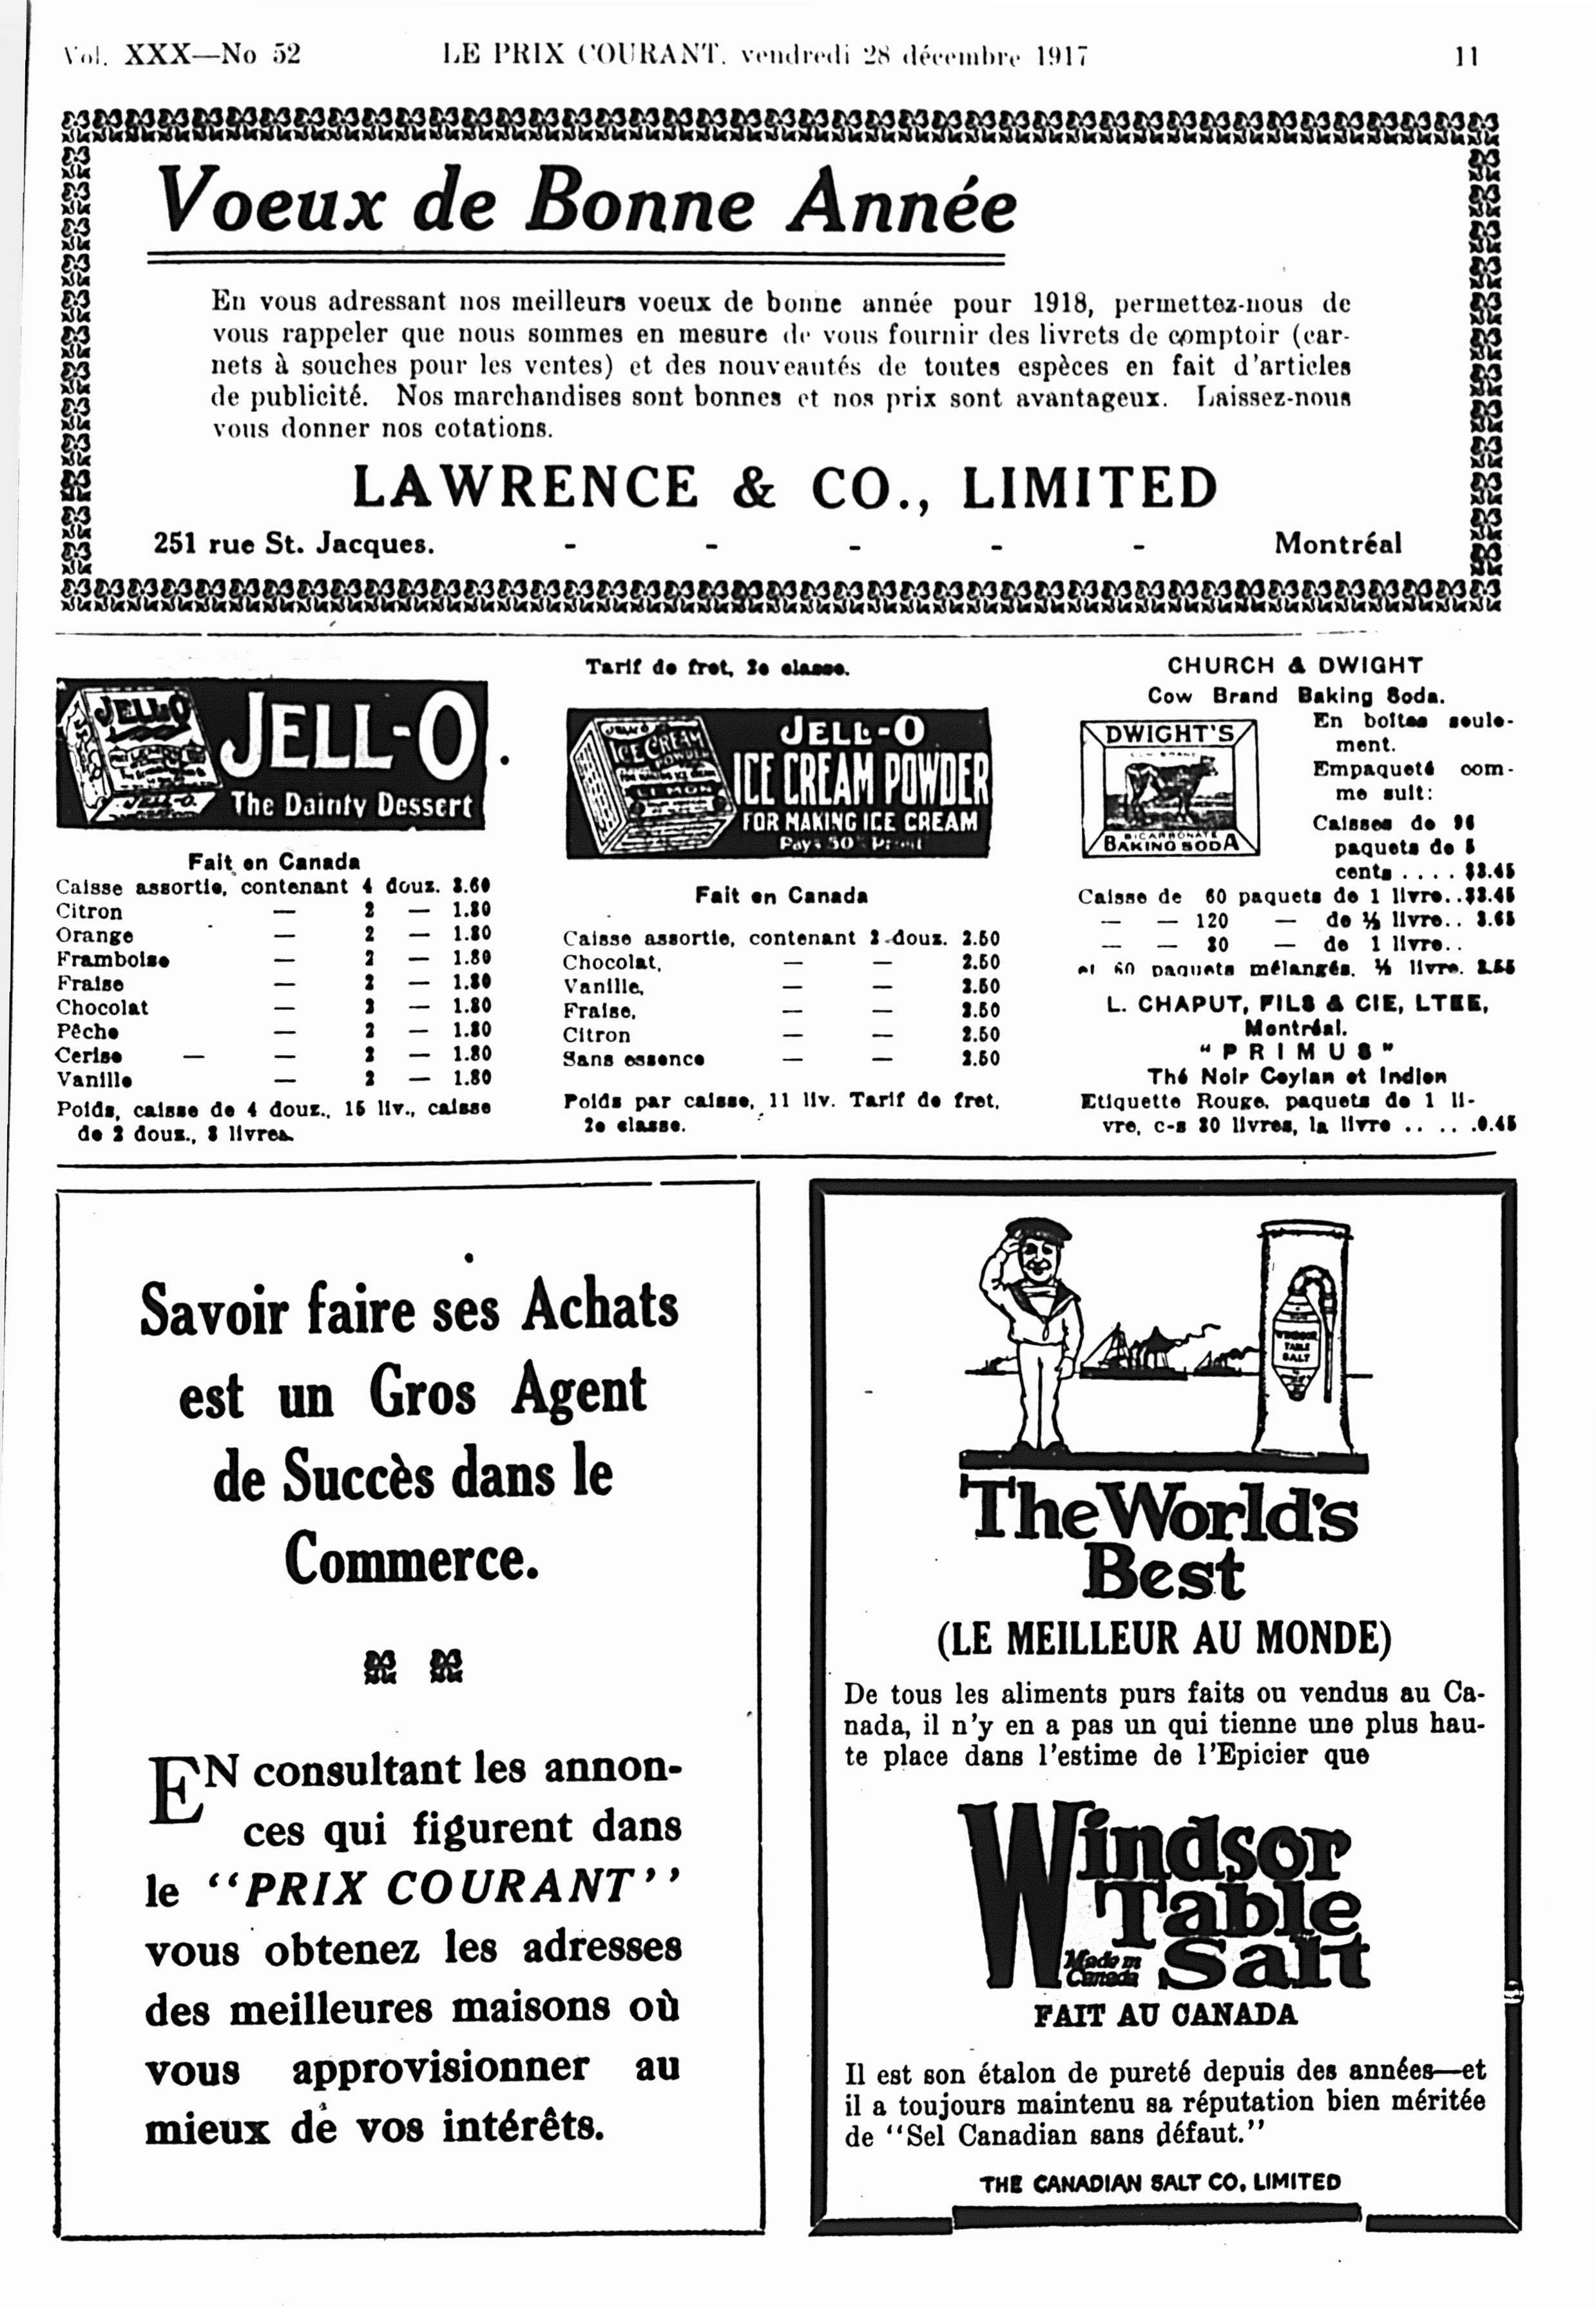 Vol. XXX—No 52
LE PRIX COURANT, vendredi 28 décembre 1917
11
Voeux de Bonne Année
En vous adressant nos meilleurs voeux de bonne année pour 1918, permettez-nous de
vous rappeler que nous sommes en mesure de vous fournir des livrets de comptoir (car-
nets à souches pour les ventes) et des nouveautés de toutes espèces en fait d'articles
de publicité. Nos marchandises sont bonnes et nos prix sont avantageux. Laissez-nous
vous donner nos cotations.
LAWRENCE & CO., LIMITED
251 rue St. Jacques. - - - - - Montréal
JELL-O
JELL-O
The Dainty Dessert
Fait en Canada
Caisse assortie, contenant 4 douz. 3.60
Citron — 2 — 1.80
Orange — 2 — 1.80
Framboise — 2 — 1.80
Fraise — 2 — 1.80
Chocolat — 2 — 1.80
Pêche — 2 — 1.80
Cerise — — 2 — 1.80
Vanille — 2 — 1.80
Poids, caisse de 4 douz., 15 liv., caisse
de 2 douz., 8 livres.
Tarif de fret, 2e classe.
ICE CREAM
POWDER
LEMON
JELL-O
ICE CREAM POWDER
FOR MAKING ICE CREAM
Pays 50
Fait en Canada
Caisse assortie, contenant 2 douz. 2.50
Chocolat, — — 2.50
Vanille, — — 2.50
Fraise, — — 2.50
Citron — — 2.50
Sans essence — — 2.50
Poids par caisse, 11 liv. Tarif de fret,
2e classe.
CHURCH & DWIGHT
Cow Brand Baking Soda.
DWIGHT'S
COW BRAND
BICARBONATE
BAKING SODA
En boîtes seule-
ment.
Empaqueté com-
me suit:
Caisses de 96
paquets de 5
cents .... $3.45
Caisse de 60 paquets de 1 livre..$3.45
— — 120 — de ½ livre.. 3.65
— — 30 — de 1 livre..
et 60 paquets mélangés, ½ livre. 3.55
L. CHAPUT, FILS & CIE, LTEE,
Montréal.
"PRIMUS"
Thé Noir Ceylan et Indien
Etiquette Rouge, paquets de 1 li-
vre, c-s 30 livres, la livre .. .. .0.45
Savoir faire ses Achats
est un Gros Agent
de Succès dans le
Commerce.
EN consultant les annon-
ces qui figurent dans
le "PRIX COURANT"
vous obtenez les adresses
des meilleures maisons où
vous approvisionner au
mieux de vos intérêts.
WINDSOR
TABLE
SALT
The World's
Best
(LE MEILLEUR AU MONDE)
De tous les aliments purs faits ou vendus au Ca-
nada, il n'y en a pas un qui tienne une plus hau-
te place dans l'estime de l'Epicier que
Windsor
Table
Made in
Canada
Salt
FAIT AU CANADA
Il est son étalon de pureté depuis des années—et
il a toujours maintenu sa réputation bien méritée
de "Sel Canadian sans défaut."
THE CANADIAN SALT CO, LIMITED